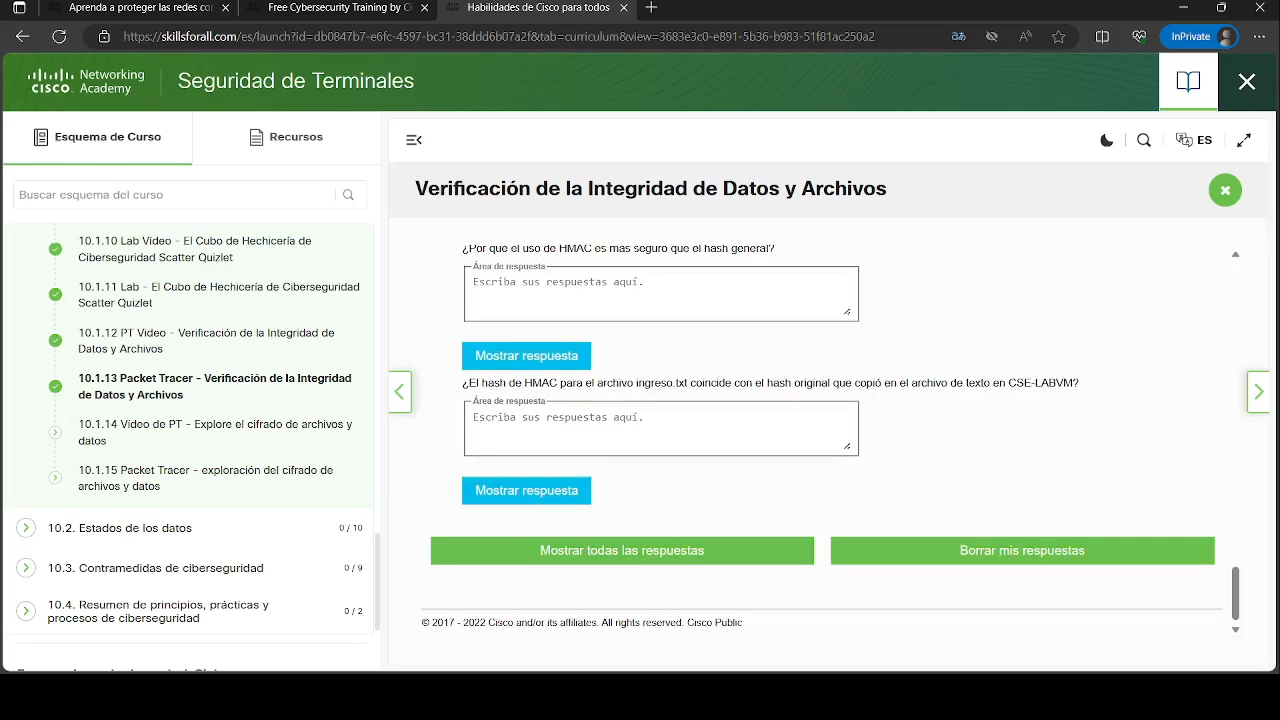 Aprenda a proteger las redes cor
Free Cybersecurity Training by Ci
Habilidades de Cisco para todos
https://skillsforall.com/es/launch?id=db0847b7-e6fc-4597-bc31-38ddd6b07a2f&tab=curriculum&view=3683e3c0-e891-5b36-b983-51f81ac250a2
InPrivate
Networking
CISCO Academy
Seguridad de Terminales
Esquema de Curso
Recursos
ES
Buscar esquema del curso
Verificación de la Integridad de Datos y Archivos
10.1.10 Lab Vídeo - El Cubo de Hechicería de
Ciberseguridad Scatter Quizlet
10.1.11 Lab - El Cubo de Hechicería de Ciberseguridad
Scatter Quizlet
10.1.12 PT Video - Verificación de la Integridad de
Datos y Archivos
10.1.13 Packet Tracer - Verificación de la Integridad
de Datos y Archivos
10.1.14 Vídeo de PT - Explore el cifrado de archivos y
datos
10.1.15 Packet Tracer - exploración del cifrado de
archivos y datos
10.2. Estados de los datos
0 / 10
10.3. Contramedidas de ciberseguridad
0 / 9
10.4. Resumen de principios, prácticas y
procesos de ciberseguridad
0 / 2
¿Por qué el uso de HMAC es más seguro que el hash general?
Área de respuesta
Escriba sus respuestas aquí.
Mostrar respuesta
¿El hash de HMAC para el archivo ingreso.txt coincide con el hash original que copió en el archivo de texto en CSE-LABVM?
Área de respuesta
Escriba sus respuestas aquí.
Mostrar respuesta
Mostrar todas las respuestas
Borrar mis respuestas
© 2017 - 2022 Cisco and/or its affiliates. All rights reserved. Cisco Public